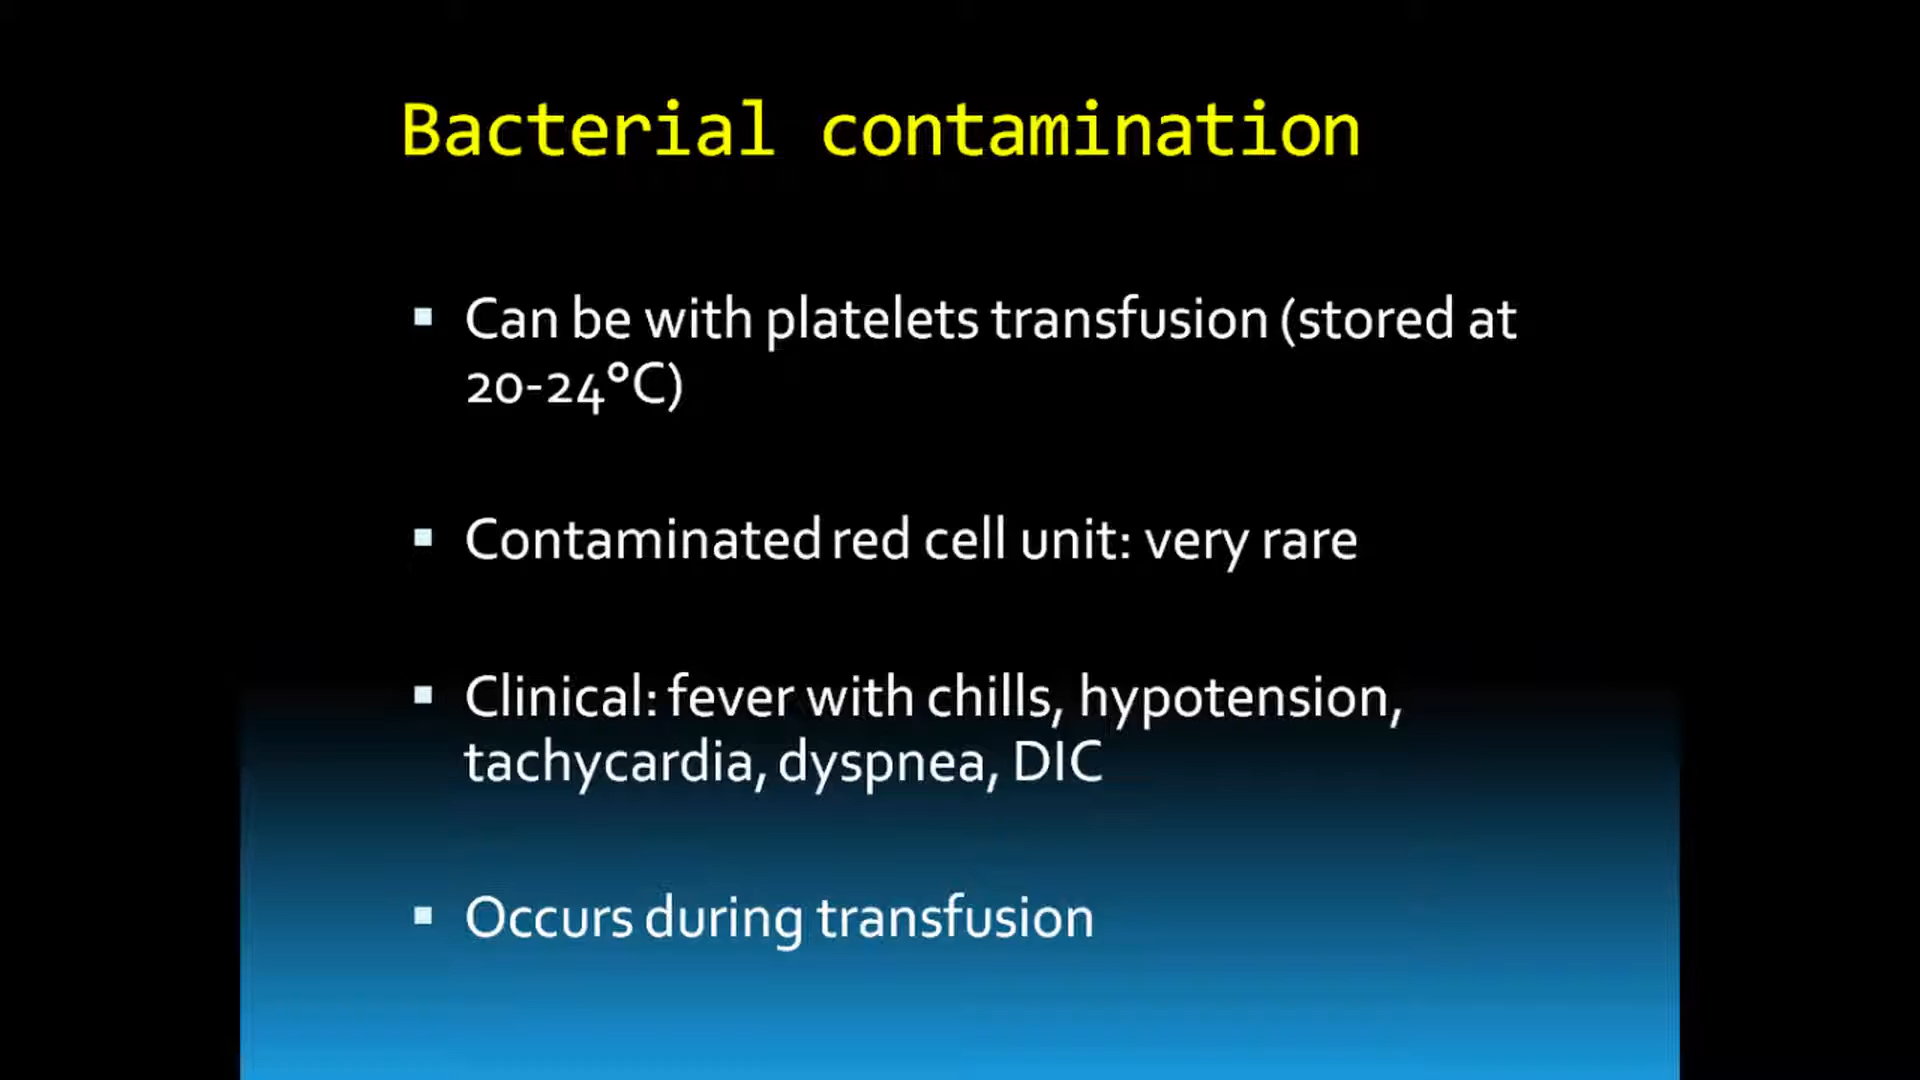 Bacterial contamination
▪ Can be with platelets transfusion (stored at
20-24°C)
▪ Contaminated red cell unit: very rare
▪ Clinical: fever with chills, hypotension,
tachycardia, dyspnea, DIC
▪ Occurs during transfusion